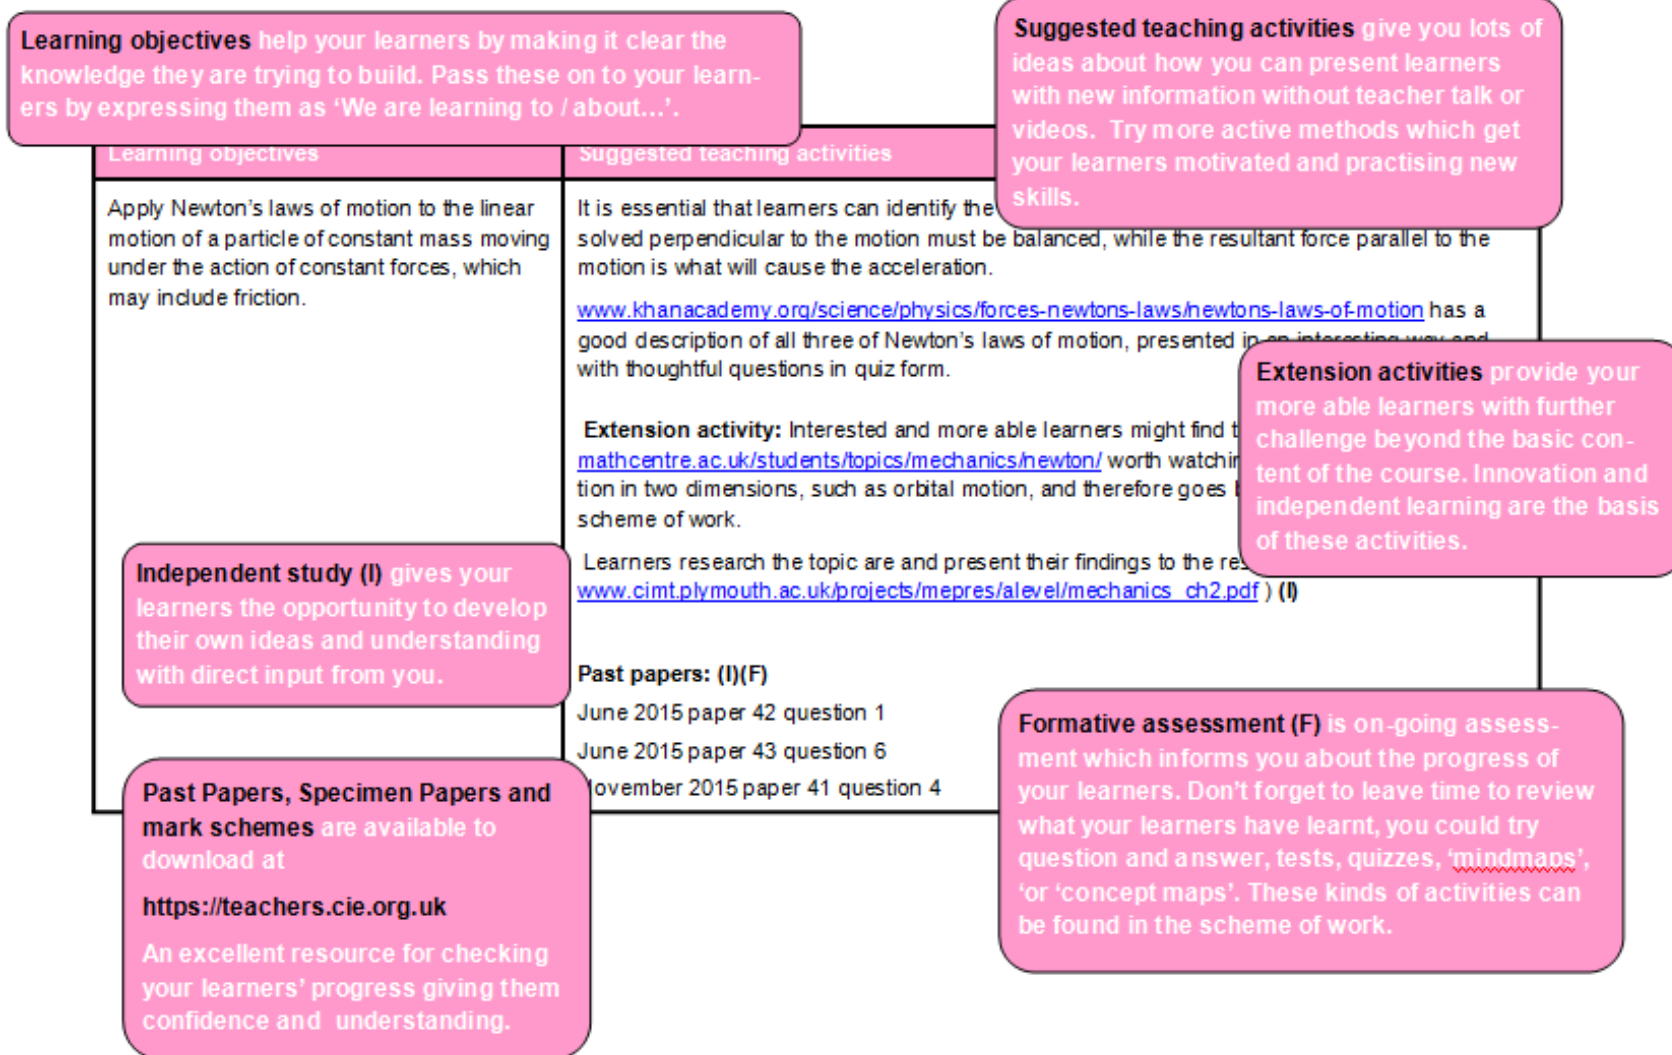 Learning objectives help your learners by making it clear the
knowledge they are trying to build. Pass these on to your learn-
ers by expressing them as ‘We are learning to / about...’.
Suggested teaching activities give you lots of
ideas about how you can present learners
with new information without teacher talk or
videos. Try more active methods which get
your learners motivated and practising new
skills.
Learning objectives
Suggested teaching activities
Apply Newton’s laws of motion to the linear
motion of a particle of constant mass moving
under the action of constant forces, which
may include friction.
It is essential that learners can identify the
solved perpendicular to the motion must be balanced, while the resultant force parallel to the
motion is what will cause the acceleration.
www.khanacademy.org/science/physics/forces-newtons-laws/newtons-laws-of-motion has a
good description of all three of Newton’s laws of motion, presented in an interesting way and
with thoughtful questions in quiz form.
Extension activities provide your
more able learners with further
challenge beyond the basic con-
tent of the course. Innovation and
independent learning are the basis
of these activities.
Extension activity: Interested and more able learners might find
mathcentre.ac.uk/students/topics/mechanics/newton/ worth
tion in two dimensions, such as orbital motion, and therefore goes
scheme of work.
Learners research the topic are and present their findings to the
www.cimt.plymouth.ac.uk/projects/mepres/alevel/mechanics_ch2.pdf ) (I)
Independent study (I) gives your
learners the opportunity to develop
their own ideas and understanding
with direct input from you.
Past papers: (I)(F)
June 2015 paper 42 question 1
June 2015 paper 43 question 6
November 2015 paper 41 question 4
Past Papers, Specimen Papers and
mark schemes are available to
download at
https://teachers.cie.org.uk
An excellent resource for checking
your learners’ progress giving them
confidence and understanding.
Formative assessment (F) is on-going assess-
ment which informs you about the progress of
your learners. Don’t forget to leave time to review
what your learners have learnt, you could try
question and answer, tests, quizzes, ‘mindmaps’,
‘or ‘concept maps’. These kinds of activities can
be found in the scheme of work.